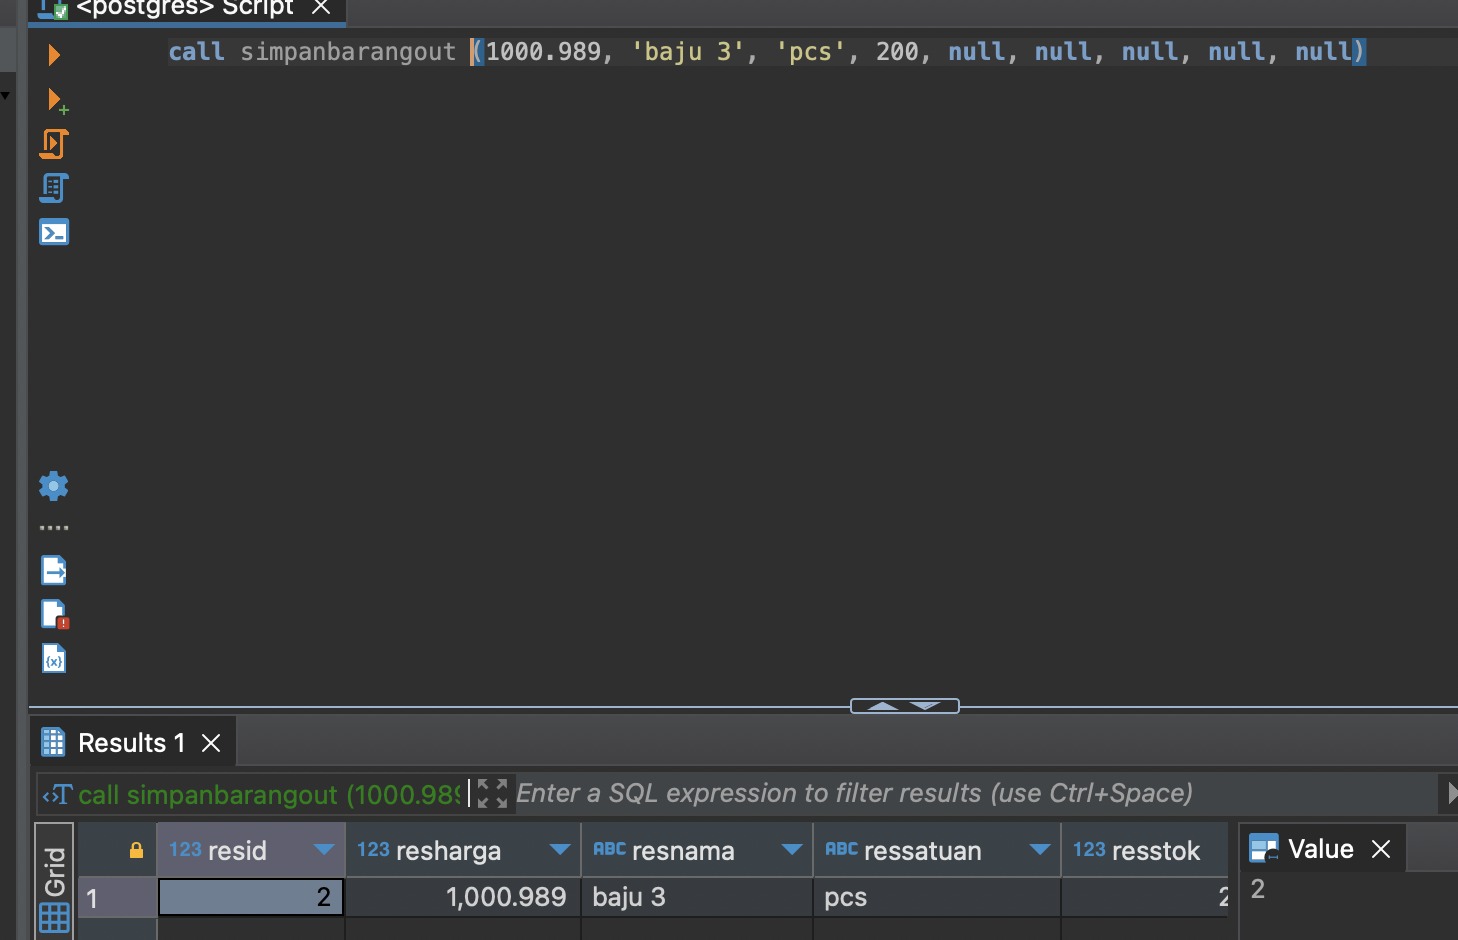 <postgres> Script
call simpanbarangout (1000.989, 'baju 3', 'pcs', 200, null, null, null, null, null)
Results 1
call simpanbarangout (1000.98
Enter a SQL expression to filter results (use Ctrl+Space)
Grid
123 resid
123 resharga
ABC resnama
ABC ressatuan
123 resstok
Value
1
2
1,000.989
baju 3
pcs
2
2